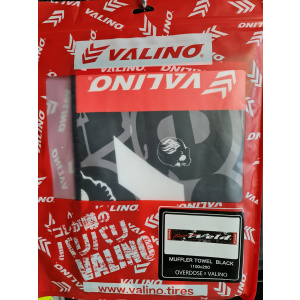 VALINO
VALINO
コレが噂の
バリバリ
VALINO
Weld
MUFFLER TOWEL BLACK
1100x200
OVERDOSE × VALINO
www.valino.tires